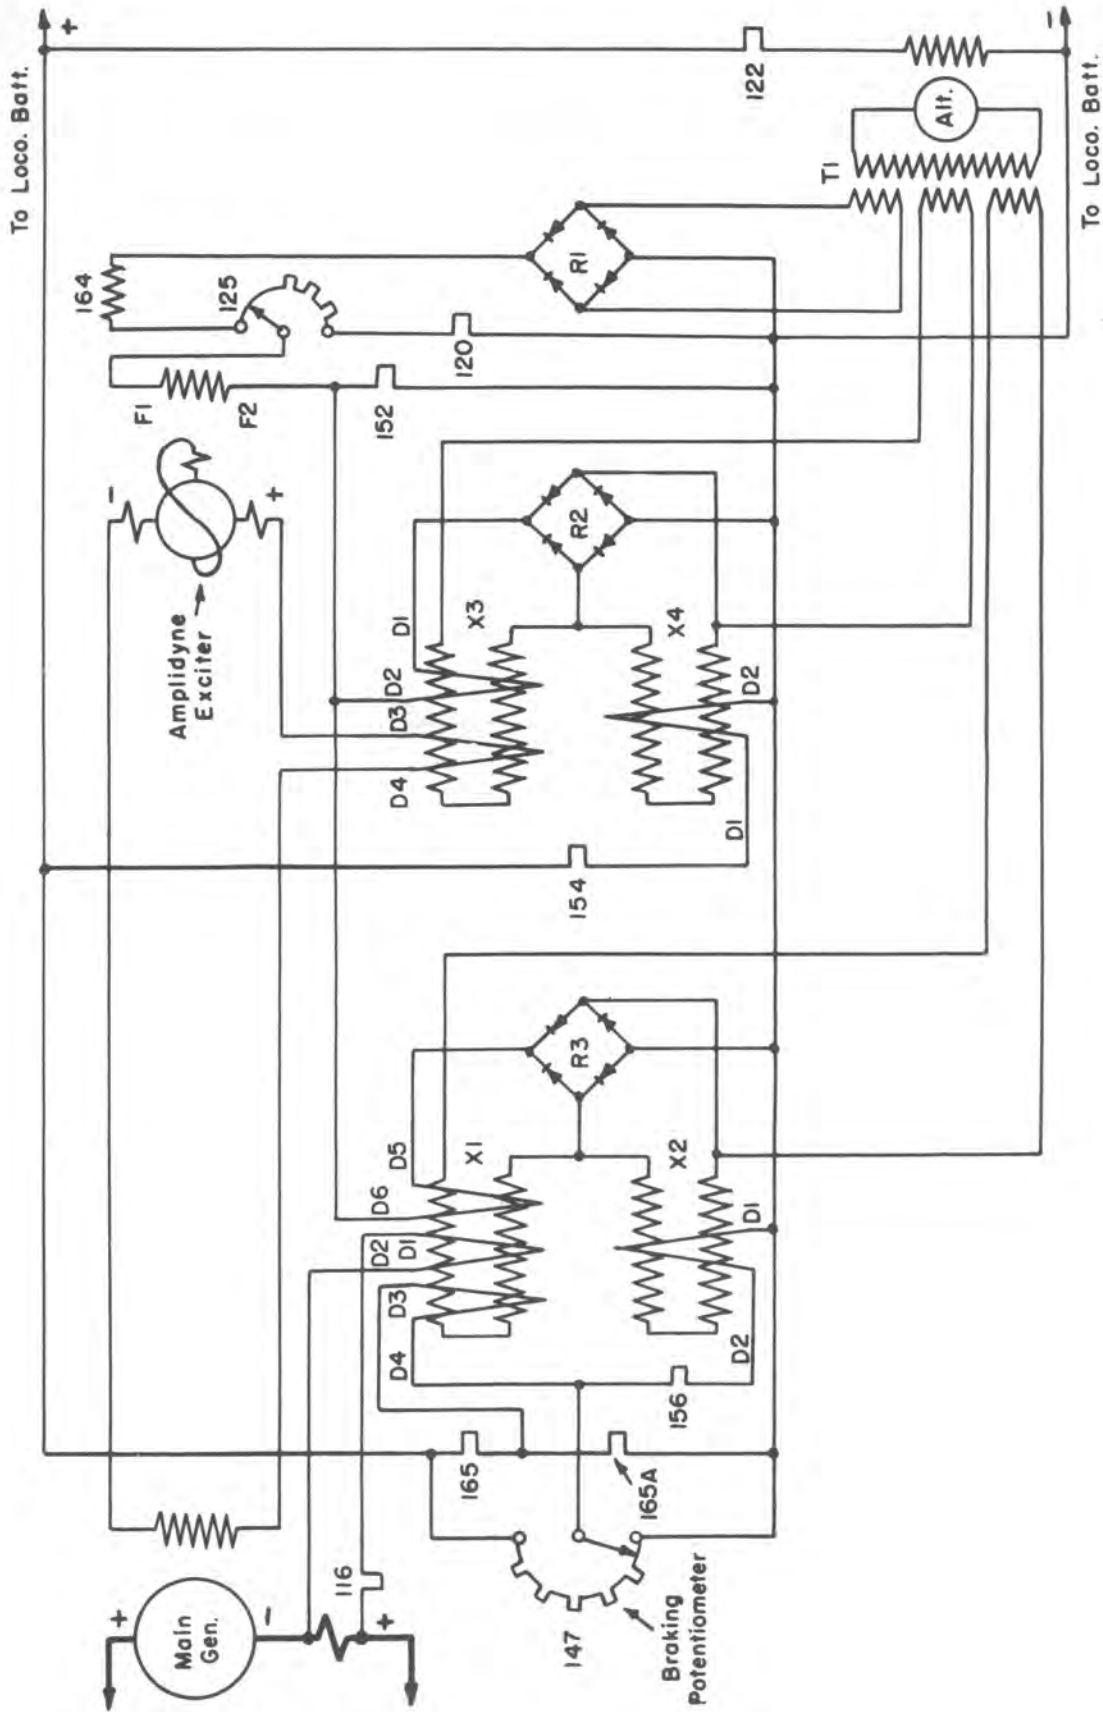 To Loco. Batt.
+
164
125
F1
F2
Amplidyne
Exciter
-
+
+
Main
Gen.
-
+
116
152
120
122
D4
D3
D2
D1
D6
D5
X1
D4
D3
D2
D1
X3
R3
R2
R1
165
147
Braking
Potentiometer
165A
156
154
X2
X4
D2
D1
D1
D2
T1
Alt.
-
To Loco. Batt.